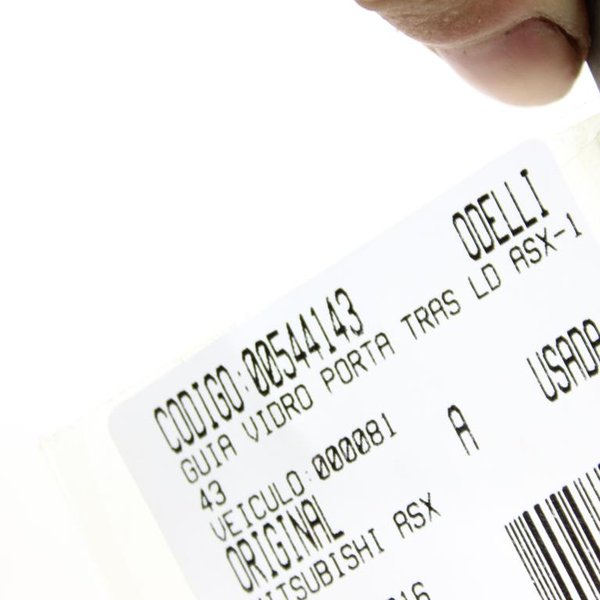 ODELLI
CODIGO:00544143
GUIA VIDRO PORTA TRAS LD ASX-1
43
VEICULO:000081 A USADA
ORIGINAL
MITSUBISHI ASX